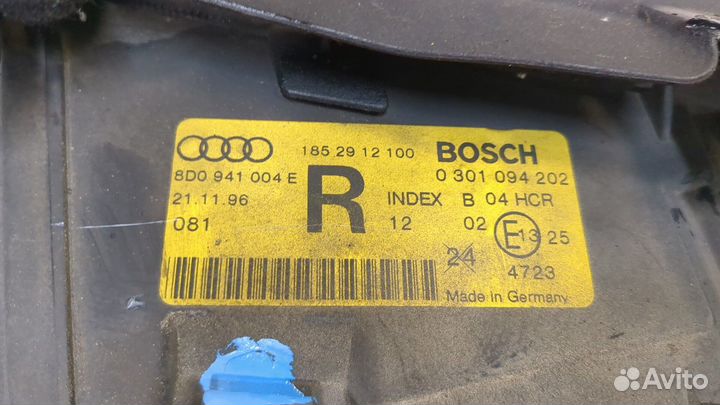 185 29 12 100 BOSCH
8D0 941 004 E 0 301 094 202
21.11.96 R INDEX B 04 HCR
081 12 02 E13 25
24 4723
Made in Germany
Avito